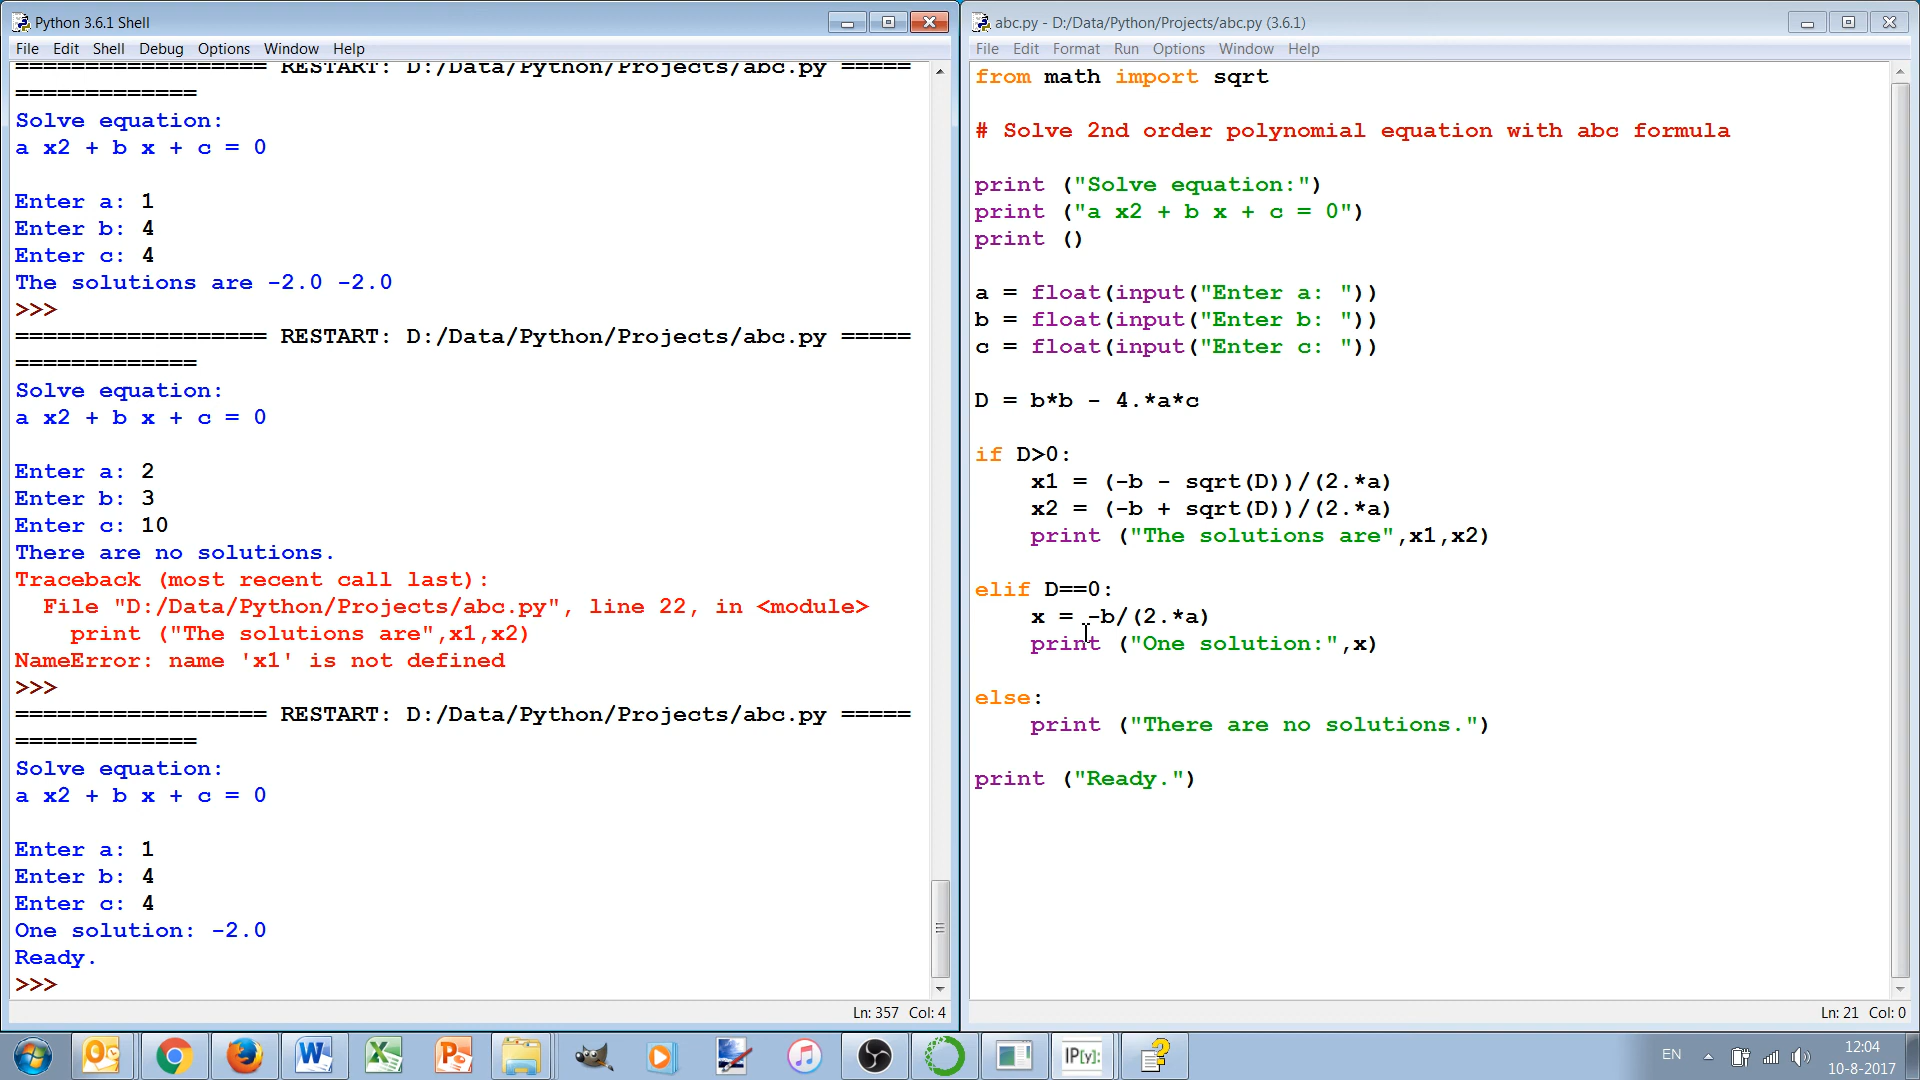 Python 3.6.1 Shell
File Edit Shell Debug Options Window Help
================== RESTART: D:/Data/Python/Projects/abc.py =====
=============
Solve equation:
a x2 + b x + c = 0
Enter a: 1
Enter b: 4
Enter c: 4
The solutions are -2.0 -2.0
>>>
================== RESTART: D:/Data/Python/Projects/abc.py =====
=============
Solve equation:
a x2 + b x + c = 0
Enter a: 2
Enter b: 3
Enter c: 10
There are no solutions.
Traceback (most recent call last):
  File "D:/Data/Python/Projects/abc.py", line 22, in <module>
    print ("The solutions are",x1,x2)
NameError: name 'x1' is not defined
>>>
================== RESTART: D:/Data/Python/Projects/abc.py =====
=============
Solve equation:
a x2 + b x + c = 0
Enter a: 1
Enter b: 4
Enter c: 4
One solution: -2.0
Ready.
>>>
Ln: 357 Col: 4
abc.py - D:/Data/Python/Projects/abc.py (3.6.1)
File Edit Format Run Options Window Help
from math import sqrt
# Solve 2nd order polynomial equation with abc formula
print ("Solve equation:")
print ("a x2 + b x + c = 0")
print ()
a = float(input("Enter a: "))
b = float(input("Enter b: "))
c = float(input("Enter c: "))
D = b*b - 4.*a*c
if D>0:
    x1 = (-b - sqrt(D))/(2.*a)
    x2 = (-b + sqrt(D))/(2.*a)
    print ("The solutions are",x1,x2)
elif D==0:
    x = -b/(2.*a)
    print ("One solution:",x)
else:
    print ("There are no solutions.")
print ("Ready.")
Ln: 21 Col: 0
IP[y]:
EN
12:04
10-8-2017